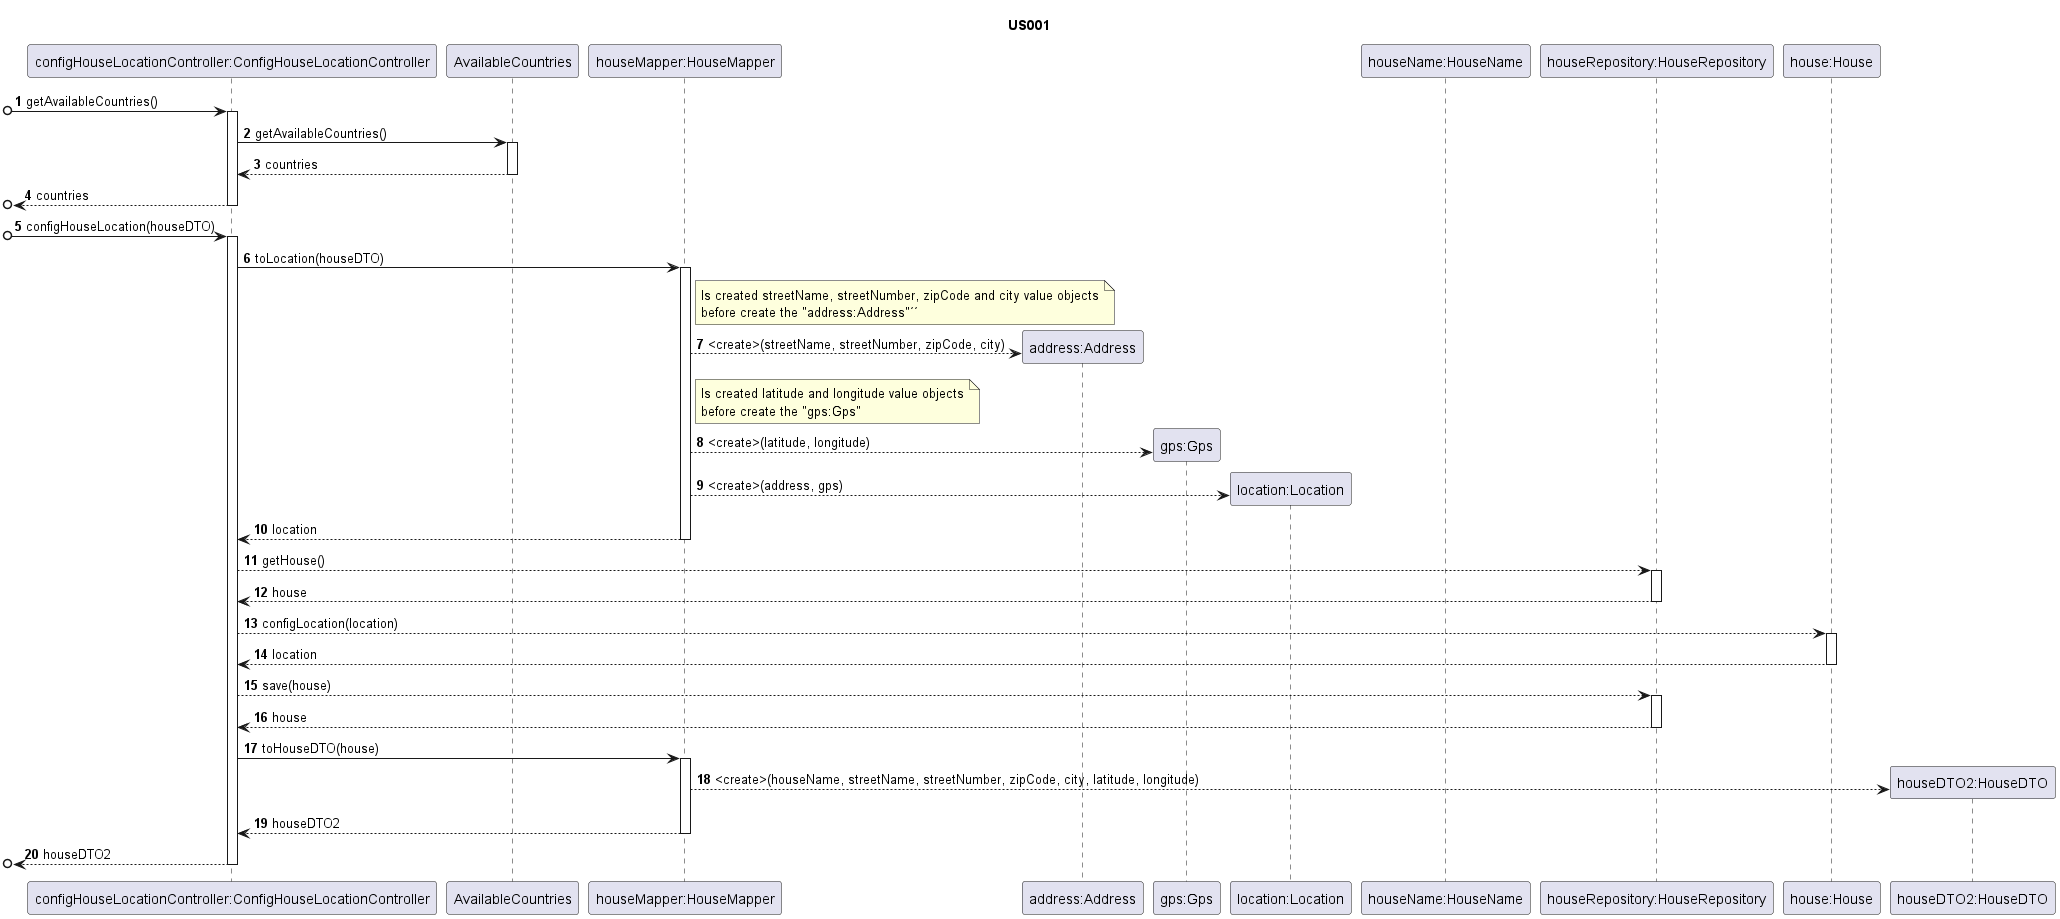 US001
configHouseLocationController:ConfigHouseLocationController
AvailableCountries
houseMapper:HouseMapper
houseName:HouseName
houseRepository:HouseRepository
house:House
1 getAvailableCountries()
2 getAvailableCountries()
3 countries
4 countries
5 configHouseLocation(houseDTO)
6 toLocation(houseDTO)
Is created streetName, streetNumber, zipCode and city value objects
before create the "address:Address"´´
7 <create>(streetName, streetNumber, zipCode, city)
address:Address
Is created latitude and longitude value objects
before create the "gps:Gps"
8 <create>(latitude, longitude)
gps:Gps
9 <create>(address, gps)
location:Location
10 location
11 getHouse()
12 house
13 configLocation(location)
14 location
15 save(house)
16 house
17 toHouseDTO(house)
18 <create>(houseName, streetName, streetNumber, zipCode, city, latitude, longitude)
houseDTO2:HouseDTO
19 houseDTO2
20 houseDTO2
configHouseLocationController:ConfigHouseLocationController
AvailableCountries
houseMapper:HouseMapper
address:Address
gps:Gps
location:Location
houseName:HouseName
houseRepository:HouseRepository
house:House
houseDTO2:HouseDTO